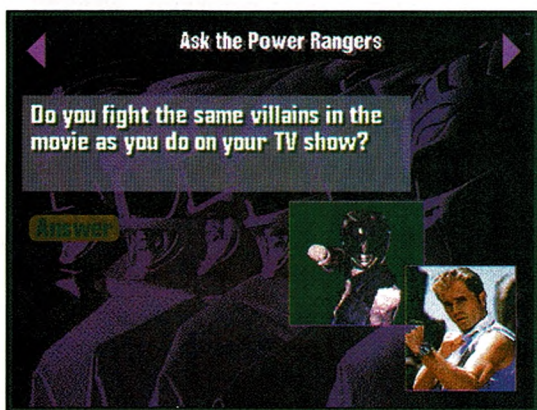 Ask the Power Rangers
Do you fight the same villains in the
movie as you do on your TV show?
Answer